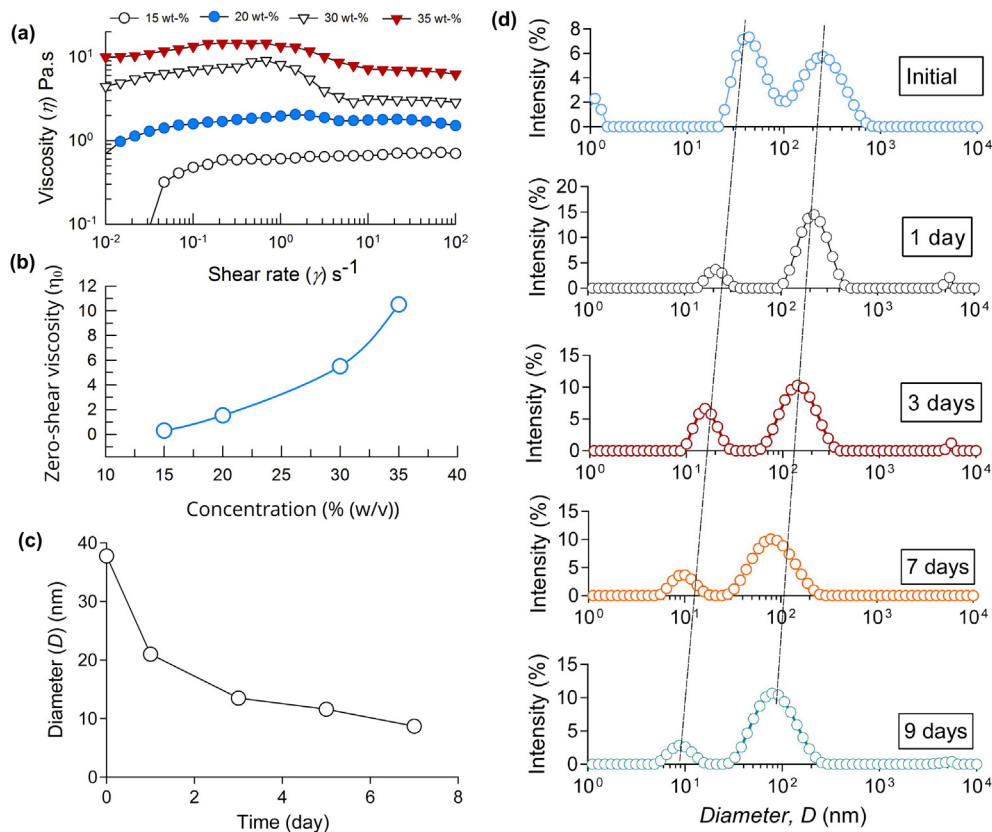 15 wt-% 20 wt-% 30 wt-% 35 wt-%
(a)
Viscosity (η) Pa.s
10¹
10⁰
10⁻¹
10⁻² 10⁻¹ 10⁰ 10¹ 10²
Shear rate (γ) s⁻¹
(b)
Zero-shear viscosity (η₀)
12
10
8
6
4
2
0
10 15 20 25 30 35 40
Concentration (% (w/v))
(c)
Diameter (D) (nm)
40
30
20
10
0
0 2 4 6 8
Time (day)
(d)
Intensity (%)
8
6
4
2
0
Initial
10⁰ 10¹ 10² 10³ 10⁴
Intensity (%)
20
15
10
5
0
1 day
10⁰ 10¹ 10² 10³ 10⁴
Intensity (%)
15
10
5
0
3 days
10⁰ 10¹ 10² 10³ 10⁴
Intensity (%)
15
10
5
0
7 days
10⁰ 10¹ 10² 10³ 10⁴
Intensity (%)
15
10
5
0
9 days
10⁰ 10¹ 10² 10³ 10⁴
Diameter, D (nm)